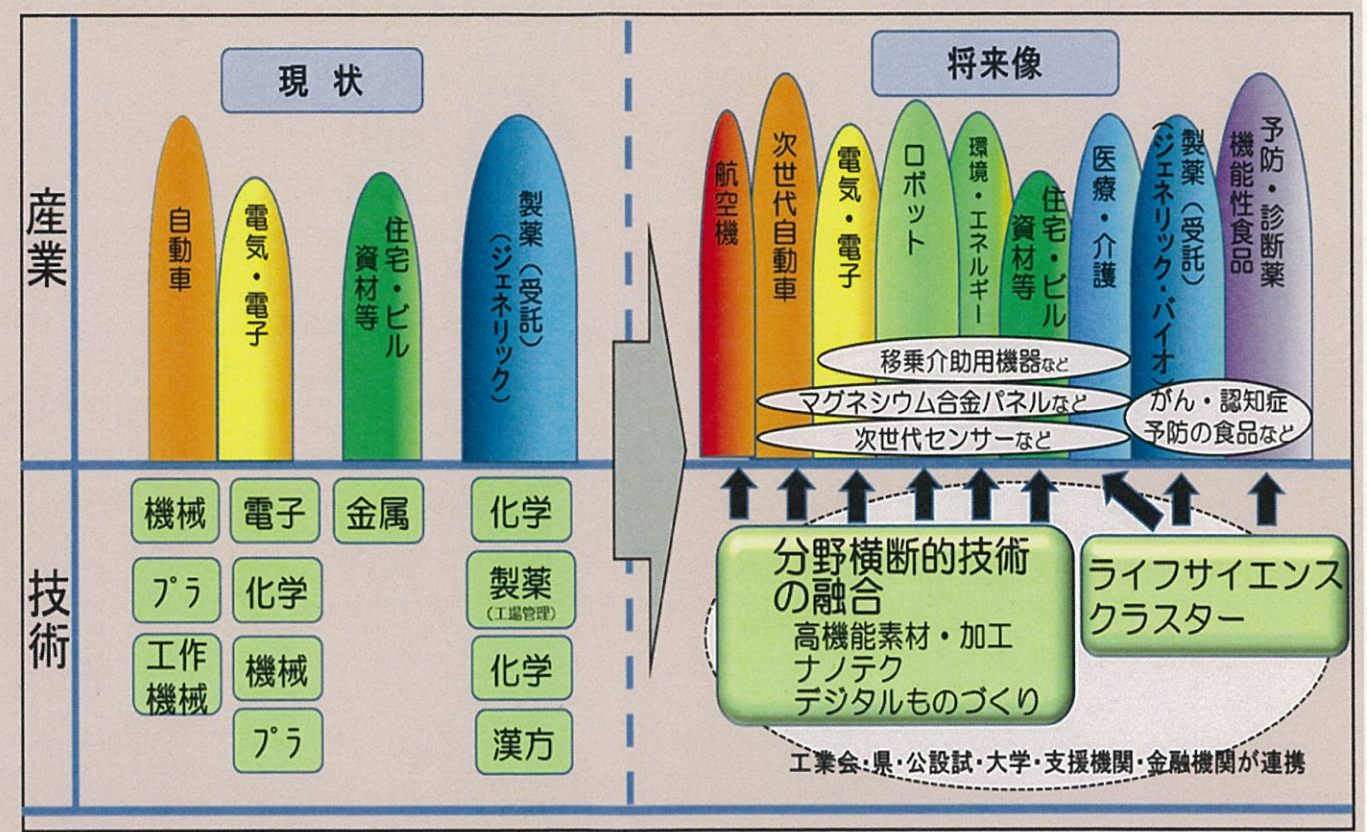 現 状
将来像
産業
自動車
電気・電子
住宅・ビル
資材等
製薬（受託）
（ジェネリック）
航空機
次世代自動車
電気・電子
ロボット
環境・エネルギー
住宅・ビル
資材等
医療・介護
製薬（受託）
（ジェネリック・バイオ）
予防・診断薬
機能性食品
移乗介助用機器など
マグネシウム合金パネルなど
次世代センサーなど
がん・認知症
予防の食品など
技術
機械
電子
金属
化学
プラ
化学
製薬
（工場管理）
工作
機械
機械
化学
プラ
漢方
分野横断的技術
の融合
高機能素材・加工
ナノテク
デジタルものづくり
ライフサイエンス
クラスター
工業会・県・公設試・大学・支援機関・金融機関が連携